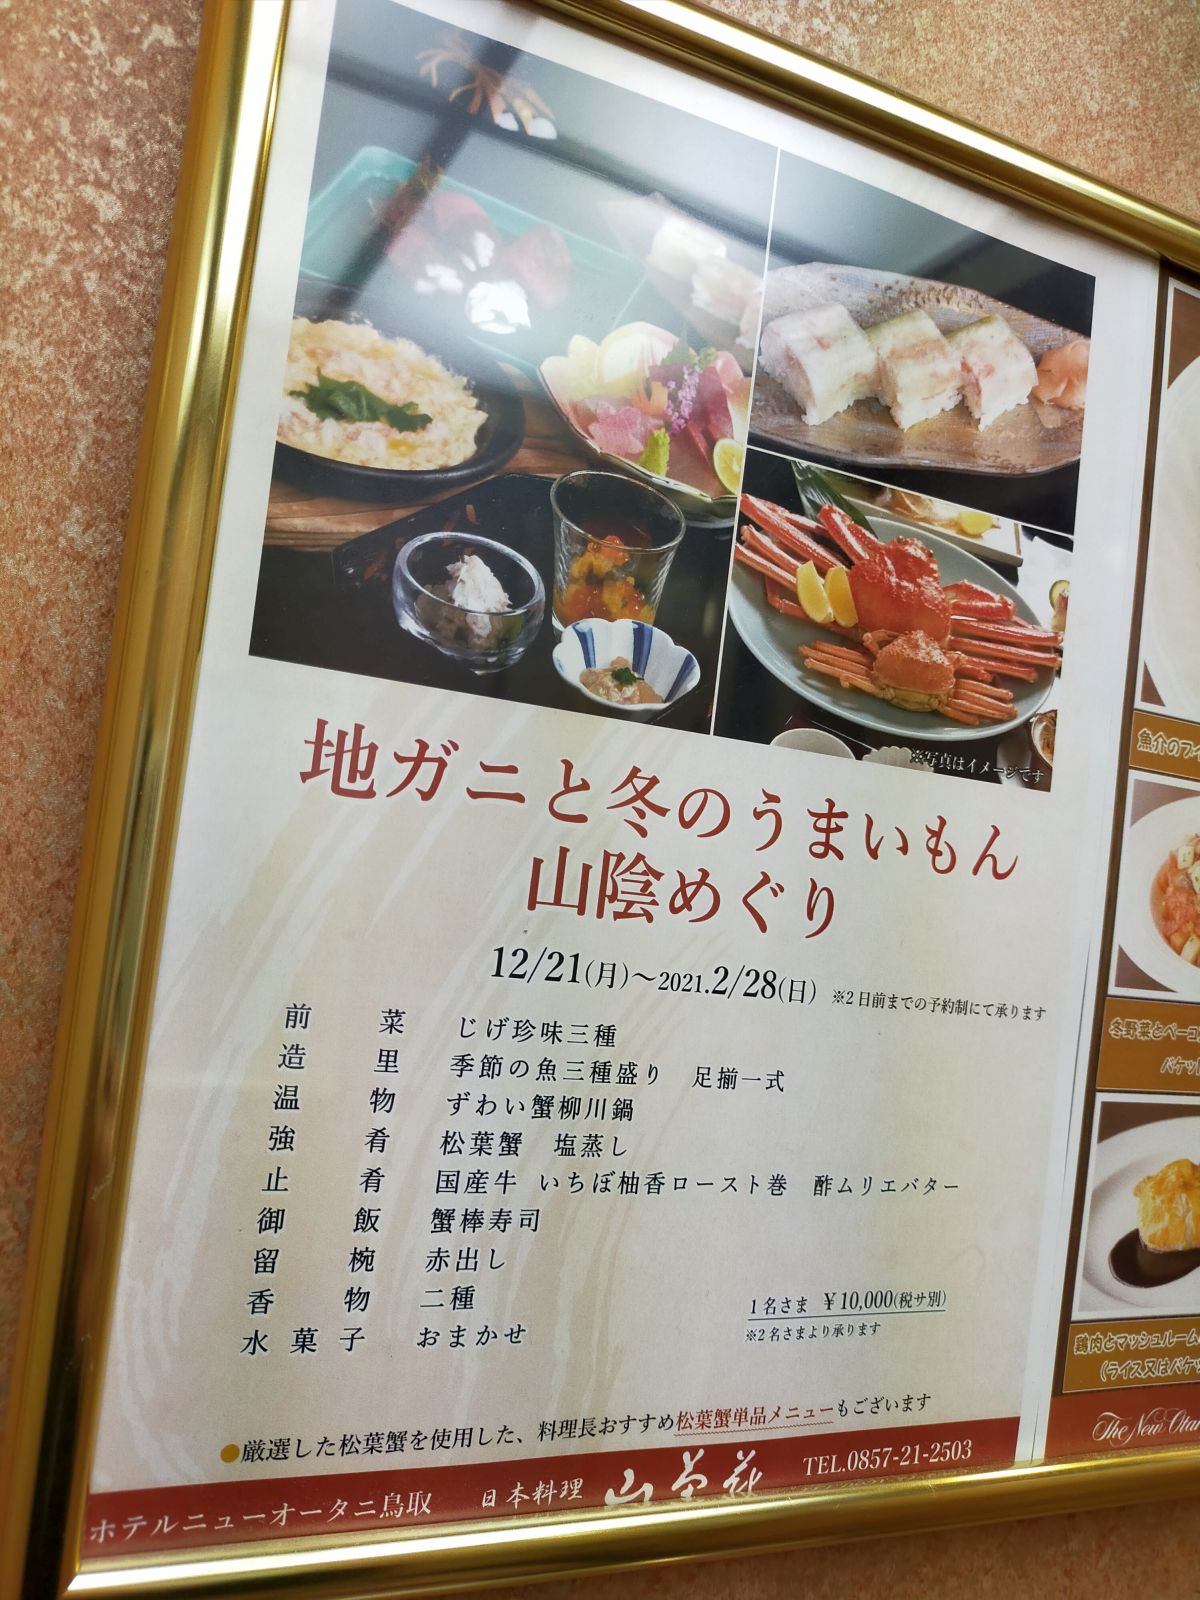 ※写真はイメージです
地ガニと冬のうまいもん
山陰めぐり
12/21(月)～2021.2/28(日) ※2日前までの予約制にて承ります
前菜 じげ珍味三種
造里 季節の魚三種盛り 足揃一式
温物 ずわい蟹柳川鍋
強肴 松葉蟹 塩蒸し
止肴 国産牛 いちぼ柚香ロースト巻 酢ムリエバター
御飯 蟹棒寿司
留椀 赤出し
香物 二種
水菓子 おまかせ
1名さま ￥10,000(税サ別)
※2名さまより承ります
●厳選した松葉蟹を使用した、料理長おすすめ松葉蟹単品メニューもございます
ホテルニューオータニ鳥取 日本料理 山茶花 TEL.0857-21-2503
魚介の
冬野菜とベーコ
バケッ
鶏肉とマッシュルーム
(ライス又はバケッ
The New Otan